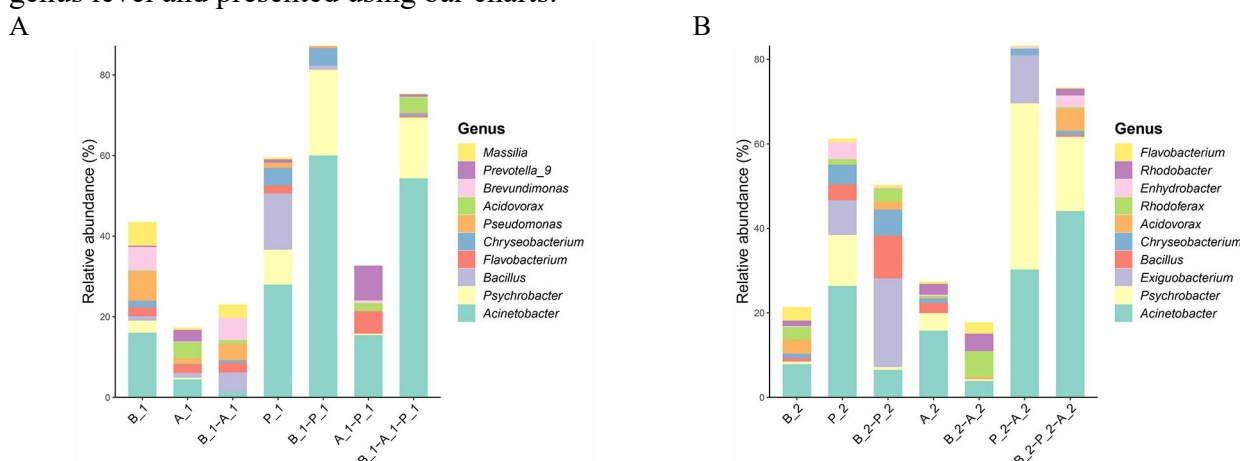 genus level and presented using bar charts.
A
B
Relative abundance (%)
80
60
40
20
0
B_1
A_1
B_1-A_1
P_1
B_1-P_1
A_1-P_1
B_1-A_1-P_1
Genus
Massilia
Prevotella_9
Brevundimonas
Acidovorax
Pseudomonas
Chryseobacterium
Flavobacterium
Bacillus
Psychrobacter
Acinetobacter
Relative abundance (%)
80
60
40
20
0
B_2
P_2
B_2-P_2
A_2
B_2-A_2
P_2-A_2
B_2-P_2-A_2
Genus
Flavobacterium
Rhodobacter
Enhydrobacter
Rhodoferax
Acidovorax
Chryseobacterium
Bacillus
Exiguobacterium
Psychrobacter
Acinetobacter